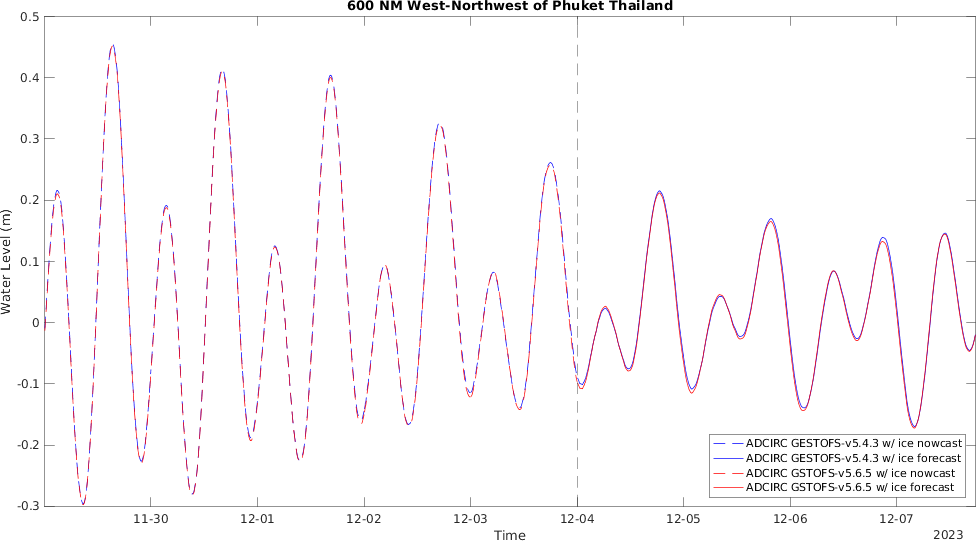 600 NM West-Northwest of Phuket Thailand
0.5
0.4
0.3
0.2
0.1
0
-0.1
-0.2
-0.3
Water Level (m)
11-30 12-01 12-02 12-03 12-04 12-05 12-06 12-07
Time
2023
ADCIRC GESTOFS-v5.4.3 w/ ice nowcast
ADCIRC GESTOFS-v5.4.3 w/ ice forecast
ADCIRC GSTOFS-v5.6.5 w/ ice nowcast
ADCIRC GSTOFS-v5.6.5 w/ ice forecast